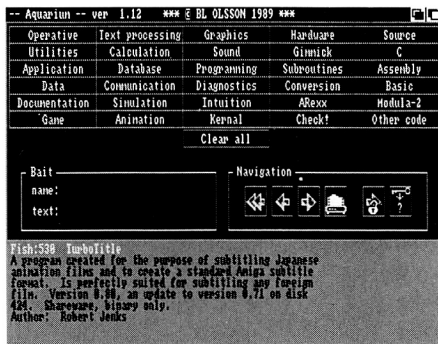 -- Aquarium -- ver 1.12 *** © BL OLSSON 1989 ***
Operative Text processing Graphics Hardware Source
Utilities Calculation Sound Gimmick C
Application Database Programming Subroutines Assembly
Data Communication Diagnostics Conversion Basic
Documentation Simulation Intuition ARexx Modula-2
Game Animation Kernal Check! Other code
Clear all
Bait
Navigation
name:
text:
?
Fish:530 TurboTitle
A program created for the purpose of subtitling Japanese
animation films and to create a standard Amiga subtitle
format. Is perfectly suited for subtitling any foreign
film. Version 0.80, an update to version 0.71 on disk
424. Shareware, binary only.
Author: Robert Jenks